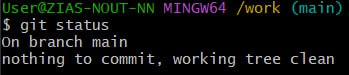 User@ZIAS-NOUT-NN MINGW64 /work (main)
$ git status
On branch main
nothing to commit, working tree clean